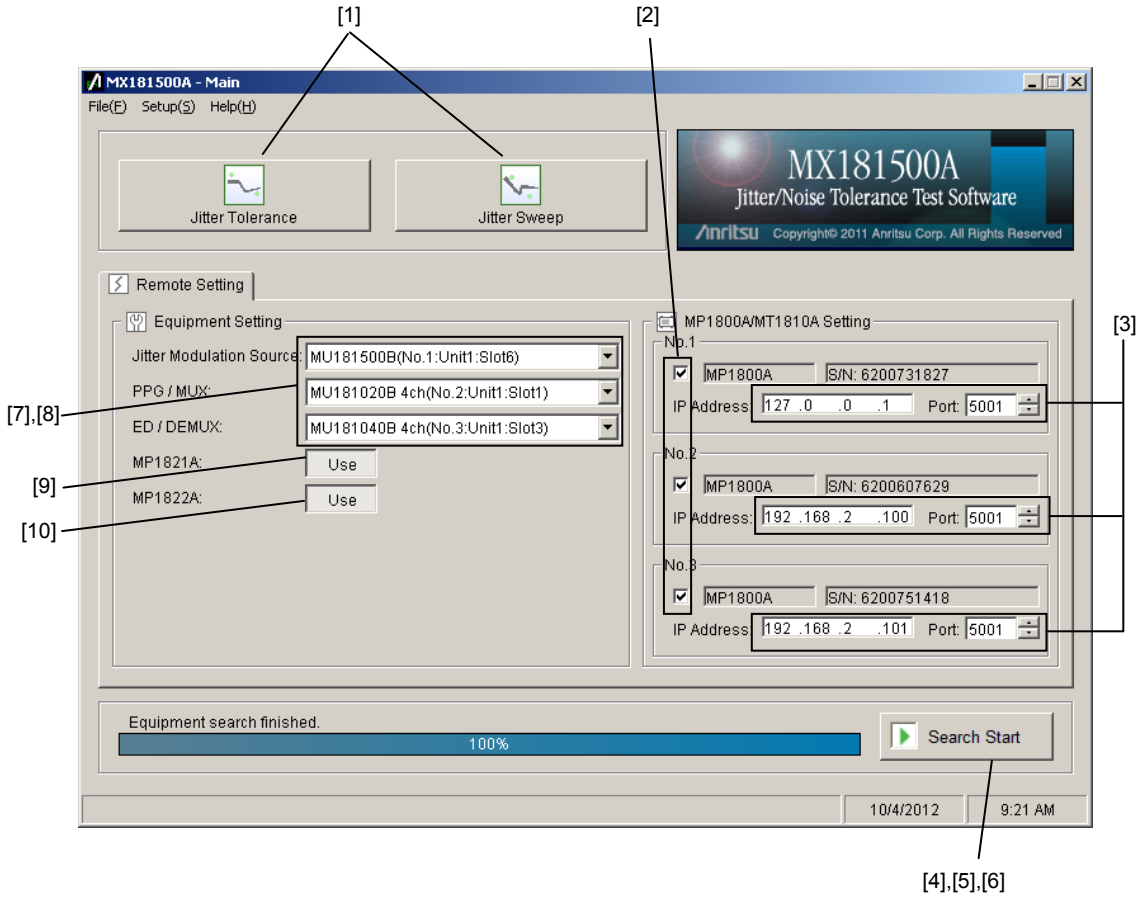 [1]
[2]
MX181500A - Main
File(F) Setup(S) Help(H)
Jitter Tolerance
Jitter Sweep
MX181500A
Jitter/Noise Tolerance Test Software
Anritsu Copyright© 2011 Anritsu Corp. All Rights Reserved
Remote Setting
Equipment Setting
Jitter Modulation Source: MU181500B(No.1:Unit1:Slot6)
PPG / MUX: MU181020B 4ch(No.2:Unit1:Slot1)
ED / DEMUX: MU181040B 4ch(No.3:Unit1:Slot3)
MP1821A: Use
MP1822A: Use
[7],[8]
[9]
[10]
MP1800A/MT1810A Setting
No.1
MP1800A S/N: 6200731827
IP Address: 127 .0 .0 .1 Port: 5001
No.2
MP1800A S/N: 6200607629
IP Address: 192 .168 .2 .100 Port: 5001
No.3
MP1800A S/N: 6200751418
IP Address: 192 .168 .2 .101 Port: 5001
[3]
Equipment search finished.
100%
Search Start
10/4/2012 9:21 AM
[4],[5],[6]